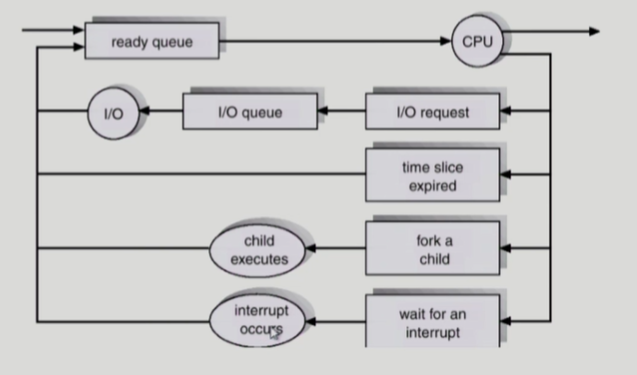 ready queue
CPU
I/O
I/O queue
I/O request
time slice
expired
child
executes
fork a
child
interrupt
occurs
wait for an
interrupt